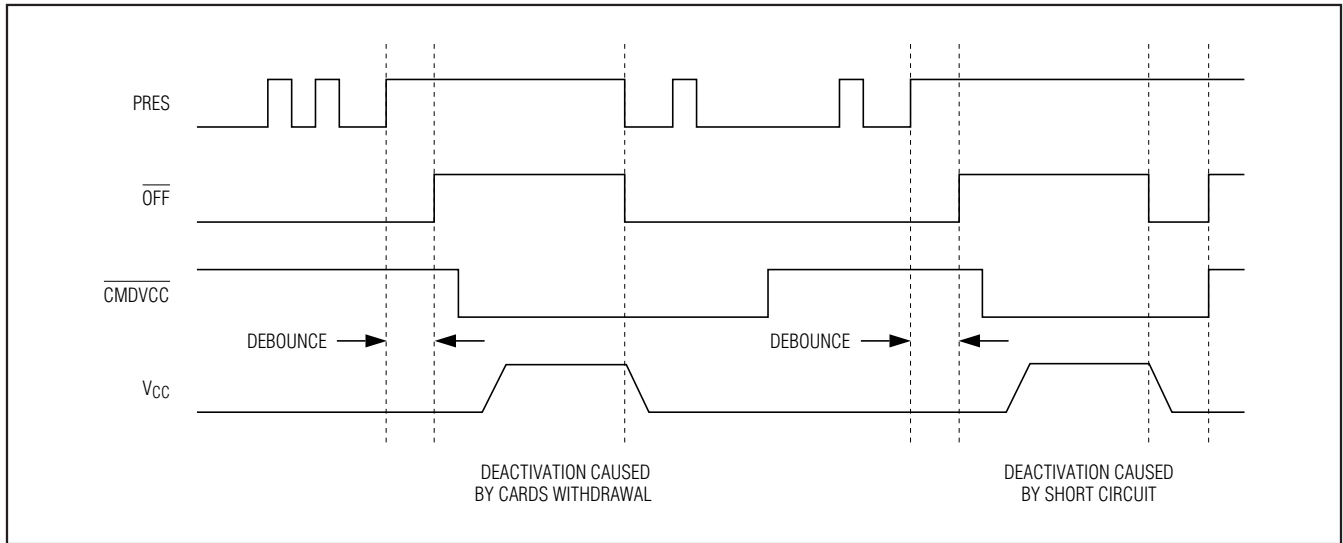 PRES
OFF
CMDVCC
DEBOUNCE
DEBOUNCE
VCC
DEACTIVATION CAUSED
BY CARDS WITHDRAWAL
DEACTIVATION CAUSED
BY SHORT CIRCUIT